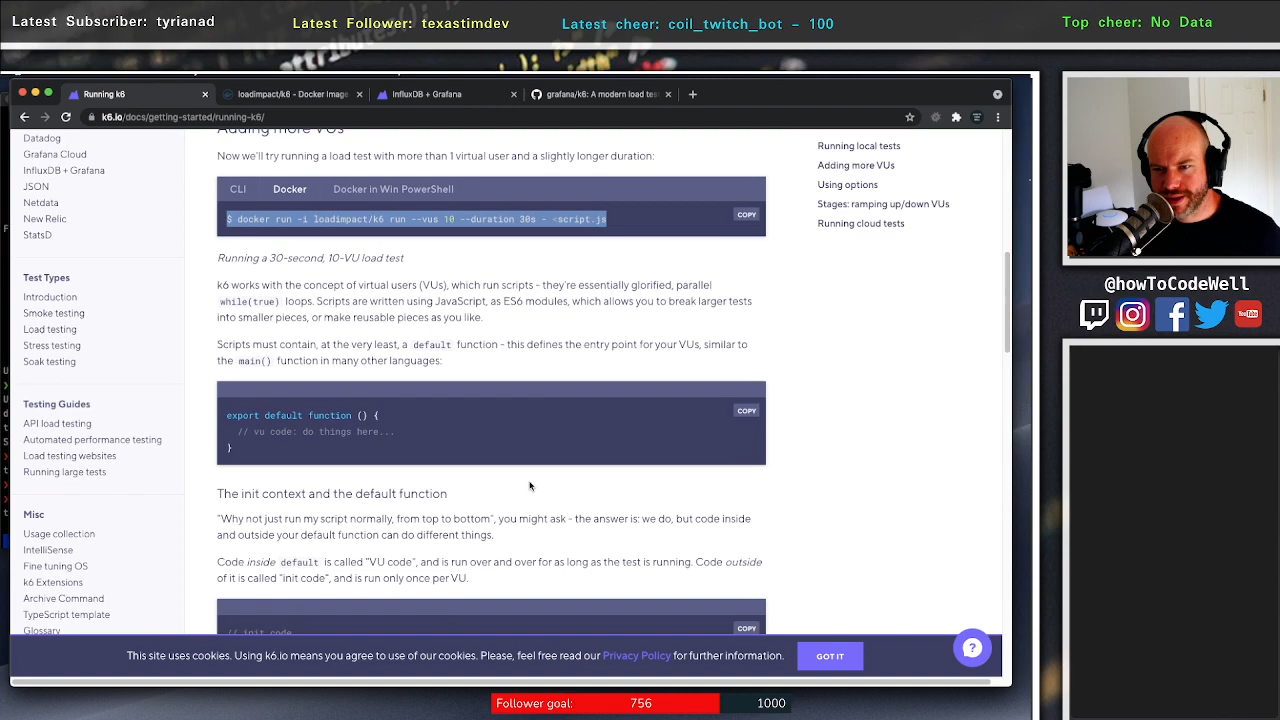 Latest Subscriber: tyrianad
Latest Follower: texastimdev
Latest cheer: coil_twitch_bot - 100
Top cheer: No Data
attributes():
Running k6
loadimpact/k6 - Docker Image
InfluxDB + Grafana
grafana/k6: A modern load tes
k6.io/docs/getting-started/running-k6/
Datadog
Grafana Cloud
InfluxDB + Grafana
JSON
Netdata
New Relic
StatsD
Test Types
Introduction
Smoke testing
Load testing
Stress testing
Soak testing
Testing Guides
API load testing
Automated performance testing
Load testing websites
Running large tests
Misc
Usage collection
IntelliSense
Fine tuning OS
k6 Extensions
Archive Command
TypeScript template
Glossary
Adding more VUs
Now we'll try running a load test with more than 1 virtual user and a slightly longer duration:
CLI
Docker
Docker in Win PowerShell
$ docker run -i loadimpact/k6 run --vus 10 --duration 30s - <script.js
COPY
Running a 30-second, 10-VU load test
k6 works with the concept of virtual users (VUs), which run scripts - they're essentially glorified, parallel
while(true) loops. Scripts are written using JavaScript, as ES6 modules, which allows you to break larger tests
into smaller pieces, or make reusable pieces as you like.
Scripts must contain, at the very least, a default function - this defines the entry point for your VUs, similar to
the main() function in many other languages:
COPY
export default function () {
// vu code: do things here...
}
The init context and the default function
"Why not just run my script normally, from top to bottom", you might ask - the answer is: we do, but code inside
and outside your default function can do different things.
Code inside default is called "VU code", and is run over and over for as long as the test is running. Code outside
of it is called "init code", and is run only once per VU.
// init code
COPY
Running local tests
Adding more VUs
Using options
Stages: ramping up/down VUs
Running cloud tests
This site uses cookies. Using k6.io means you agree to use of our cookies. Please, feel free read our Privacy Policy for further information.
GOT IT
?
@howToCodeWell
You
Tube
Follower goal:
756
1000